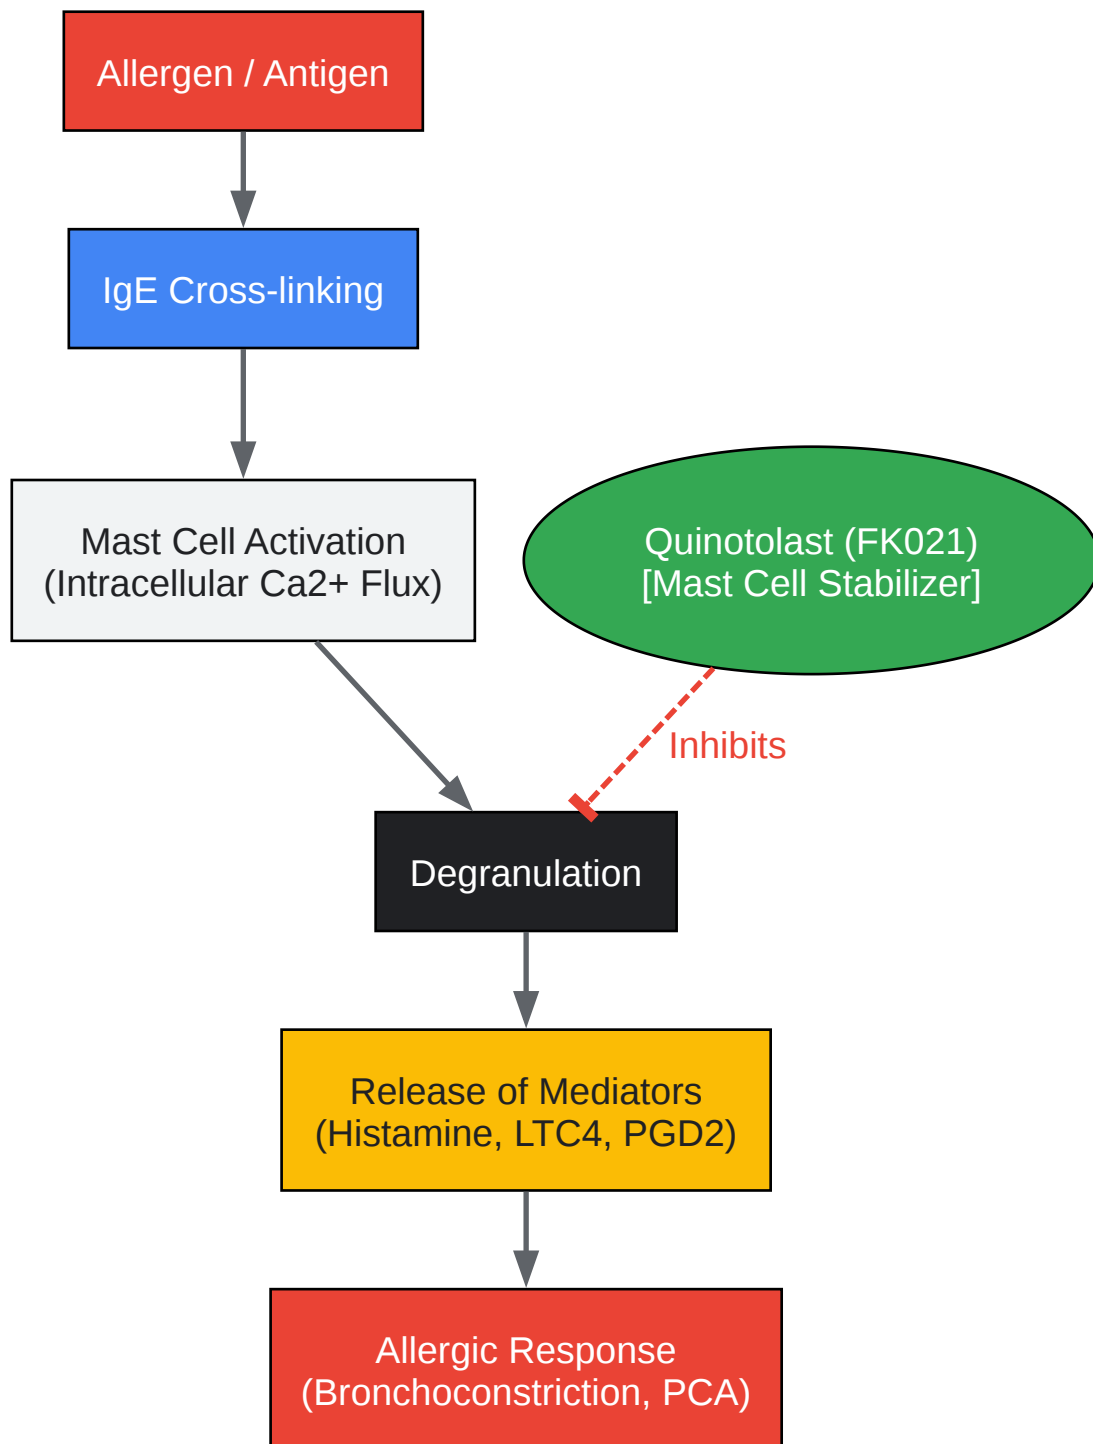 Allergen / Antigen
IgE Cross-linking
Mast Cell Activation
(Intracellular Ca2+ Flux)
Quinotolast (FK021)
[Mast Cell Stabilizer]
Inhibits
Degranulation
Release of Mediators
(Histamine, LTC4, PGD2)
Allergic Response
(Bronchoconstriction, PCA)